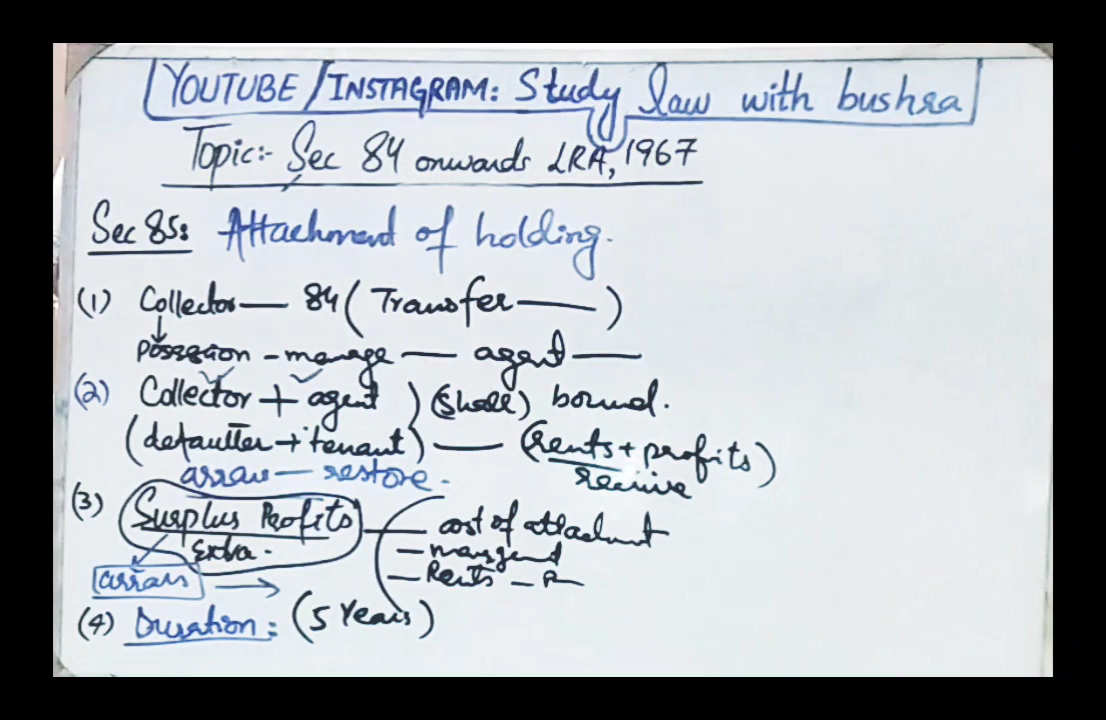 YOUTUBE/INSTAGRAM: Study law with bushra
Topic:- Sec 84 onwards LRA, 1967
Sec 85: Attachment of holding.
(1) Collector — 84 (Transfer — )
possession - manage — agent —
(2) Collector + agent ) (shall) bound.
(defaulter + tenant) — (rents + profits)
arrear — restore. receive
(3) Surplus Profits — cost of attachment
Extra. — managment
arrears — Rents —
(4) Duration: (5 Years)